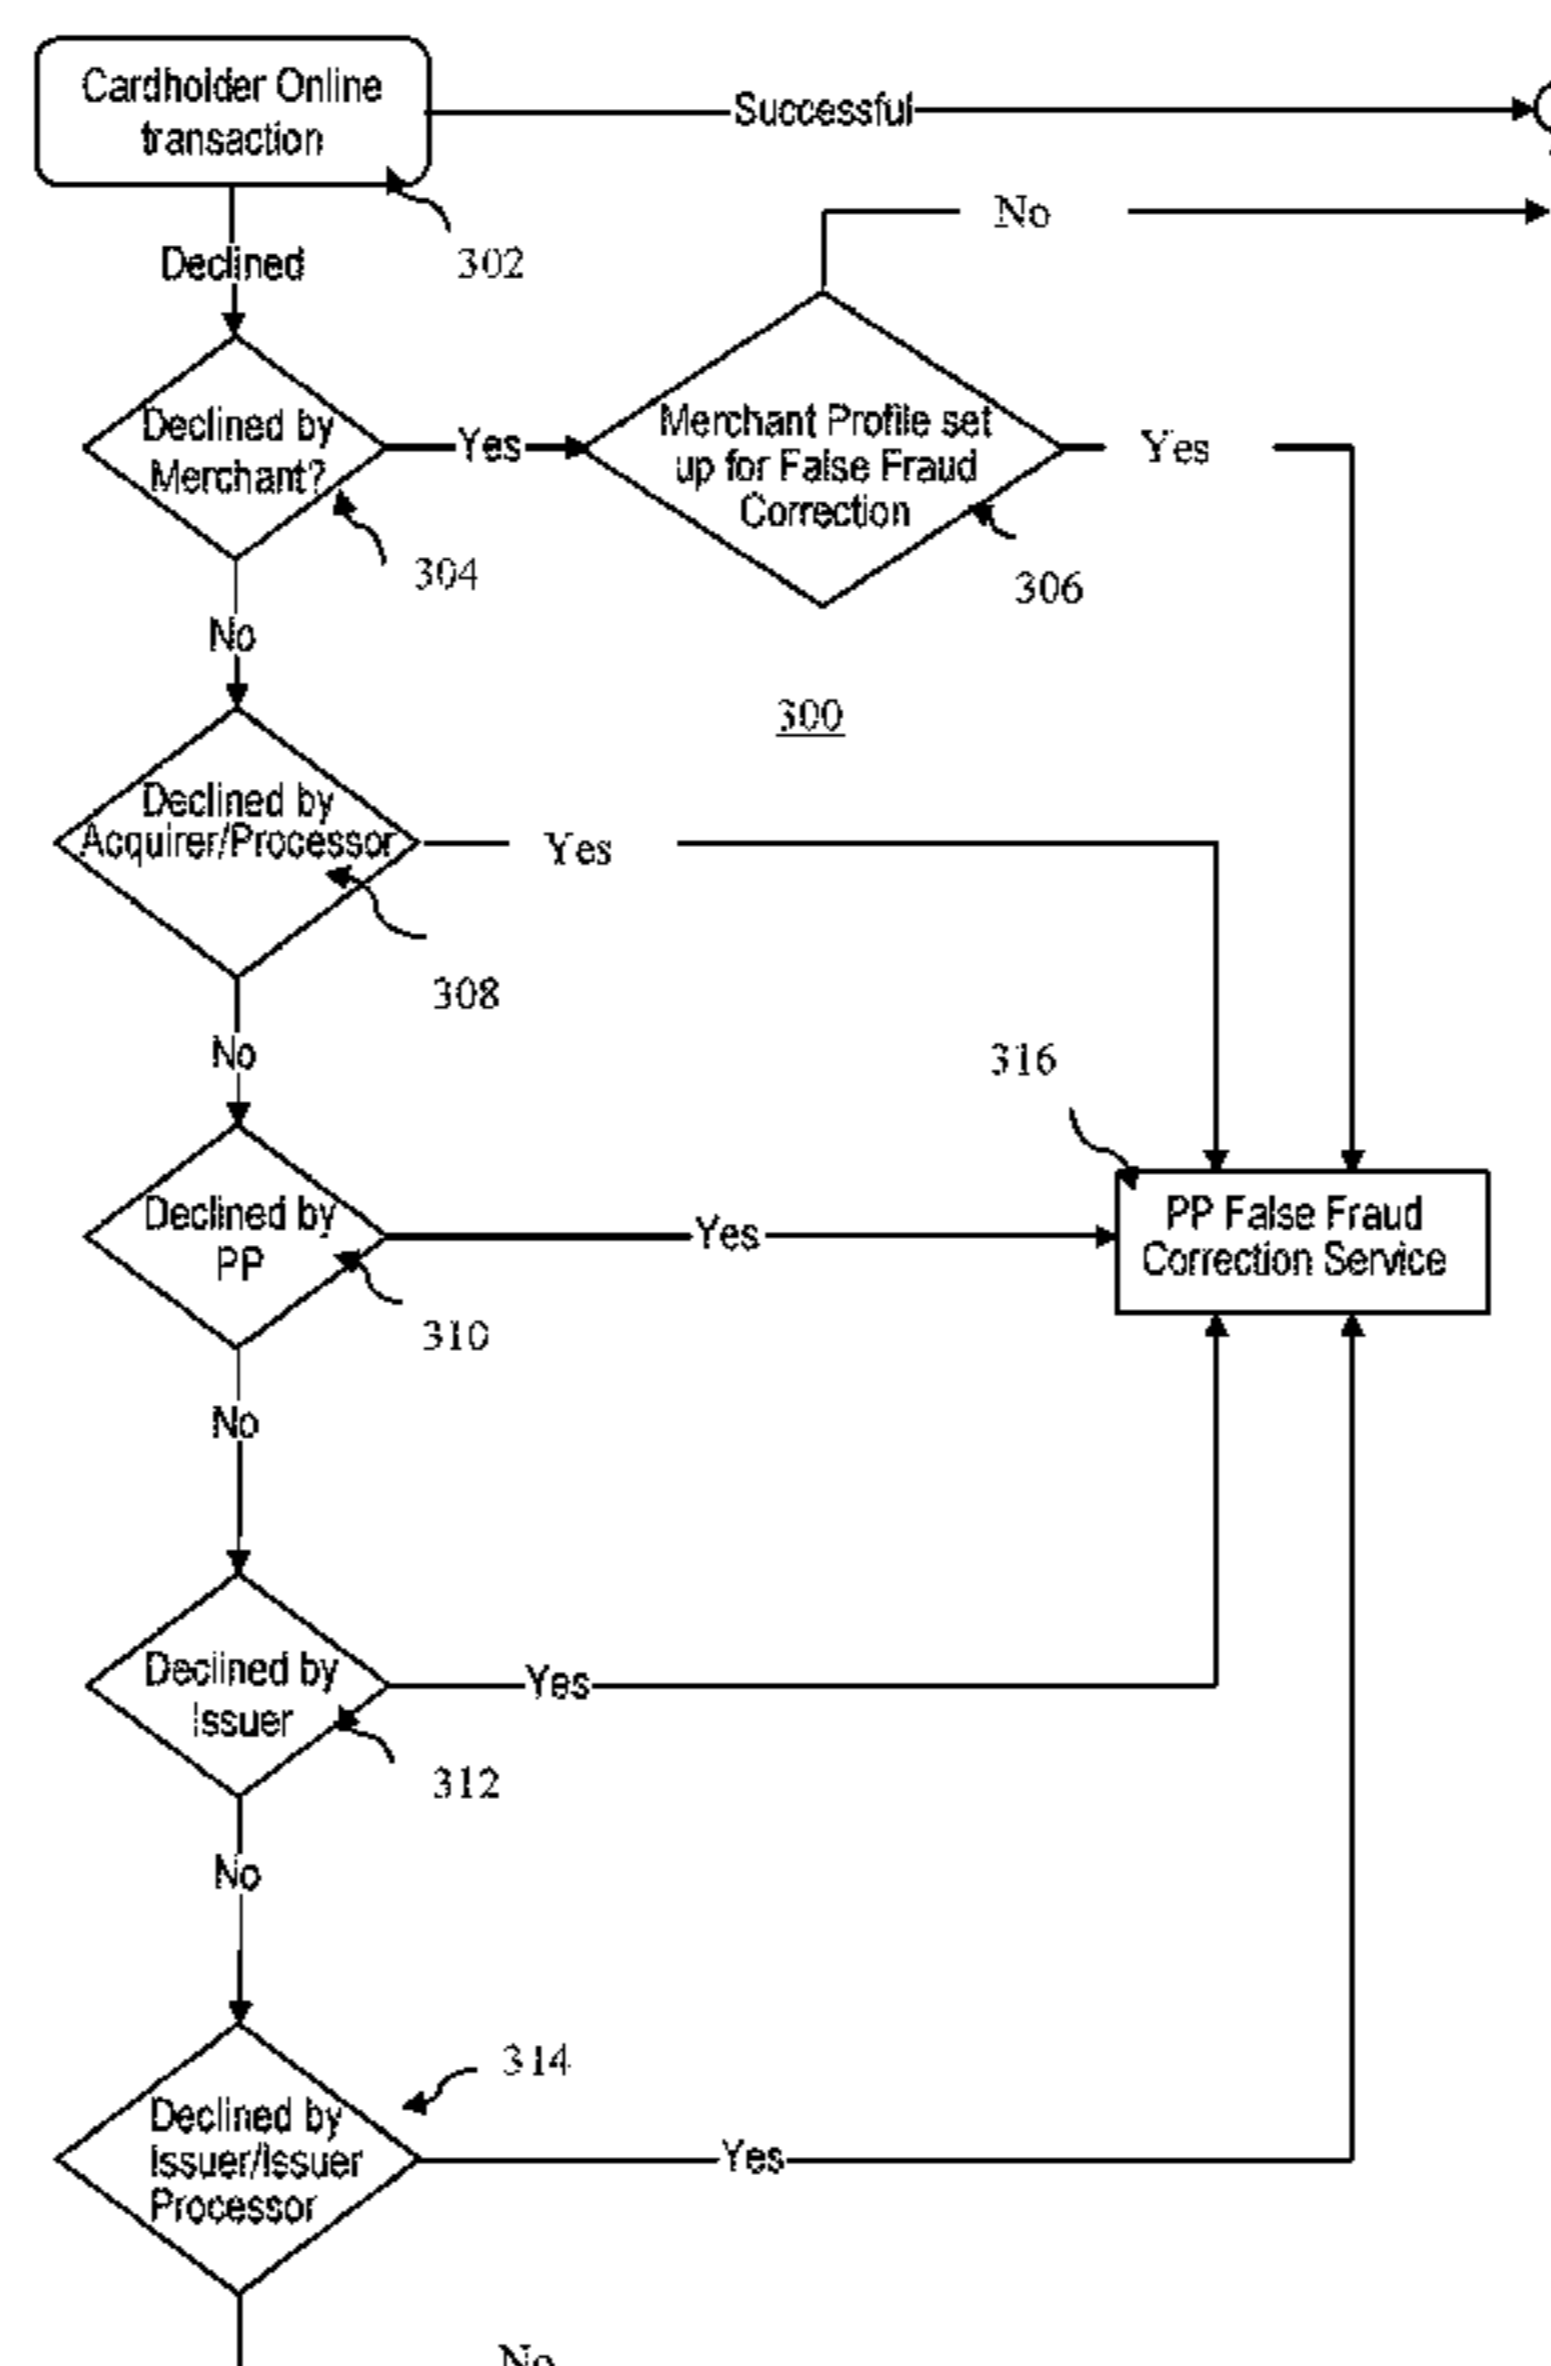 Cardholder Online
transaction
Successful
No
302
Declined
Declined by
Merchant?
Yes
Merchant Profile set
up for False Fraud
Correction
Yes
304
306
No
300
Declined by
Acquirer/Processor
Yes
308
No
316
Declined by
PP
Yes
PP False Fraud
Correction Service
310
No
Declined by
Issuer
Yes
312
No
314
Declined by
Issuer/Issuer
Processor
Yes
No